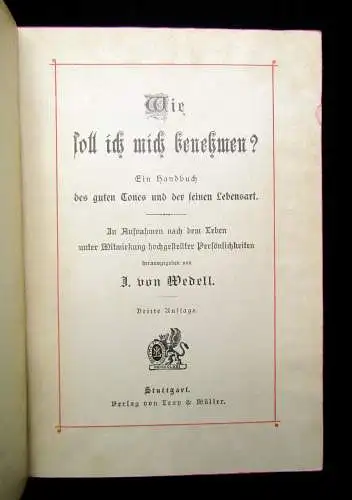 Wie
soll ich mich benehmen?
Ein Handbuch
des guten Tones und der feinen Lebensart.
In Aufnahmen nach dem Leben
unter Mitwirkung hochgestellter Persönlichkeiten
herausgegeben von
J. von Wedell.
Dritte Auflage.
Stuttgart.
Verlag von Levy & Müller.